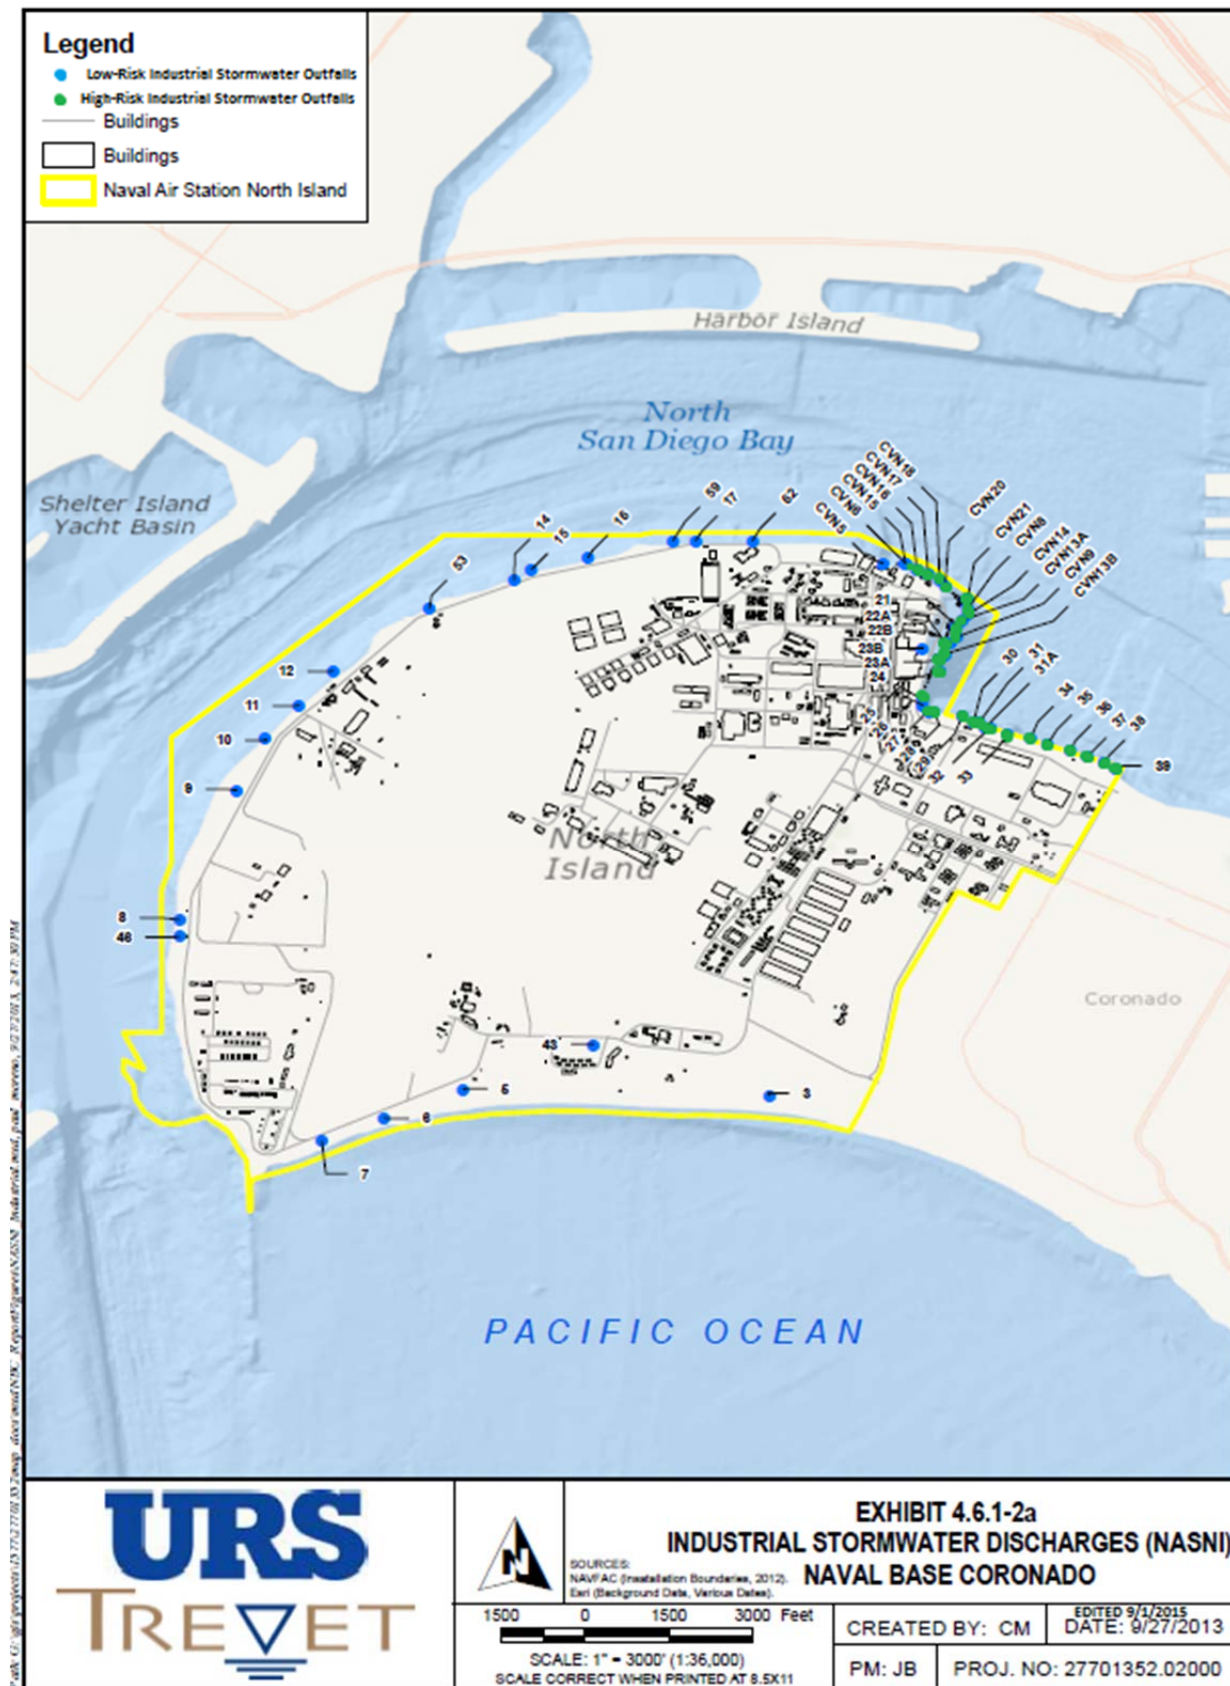 Legend
Low-Risk Industrial Stormwater Outfalls
High-Risk Industrial Stormwater Outfalls
Buildings
Buildings
Naval Air Station North Island
Harbor Island
North
San Diego Bay
Shelter Island
Yacht Basin
CVN18
CVN17
CVN16
CVN15
CVN6
CVN5
CVN20
CVN21
CVN8
CVN14
CVN13A
CVN9
CVN13B
59
17
62
14
15
16
53
21
22A
22B
23B
23A
24
25
26
27
28
29
32
33
30
31
31A
34
35
36
37
38
39
12
11
10
9
8
46
North
Island
Coronado
43
5
3
6
7
PACIFIC OCEAN
URS
TREVET
N
SOURCES:
NAVFAC (Installation Boundaries, 2012).
Esri (Background Data, Various Dates).
EXHIBIT 4.6.1-2a
INDUSTRIAL STORMWATER DISCHARGES (NASNI)
NAVAL BASE CORONADO
1500 0 1500 3000 Feet
SCALE: 1" = 3000' (1:36,000)
SCALE CORRECT WHEN PRINTED AT 8.5X11
CREATED BY: CM
EDITED 9/1/2015
DATE: 9/27/2013
PM: JB
PROJ. NO: 27701352.02000